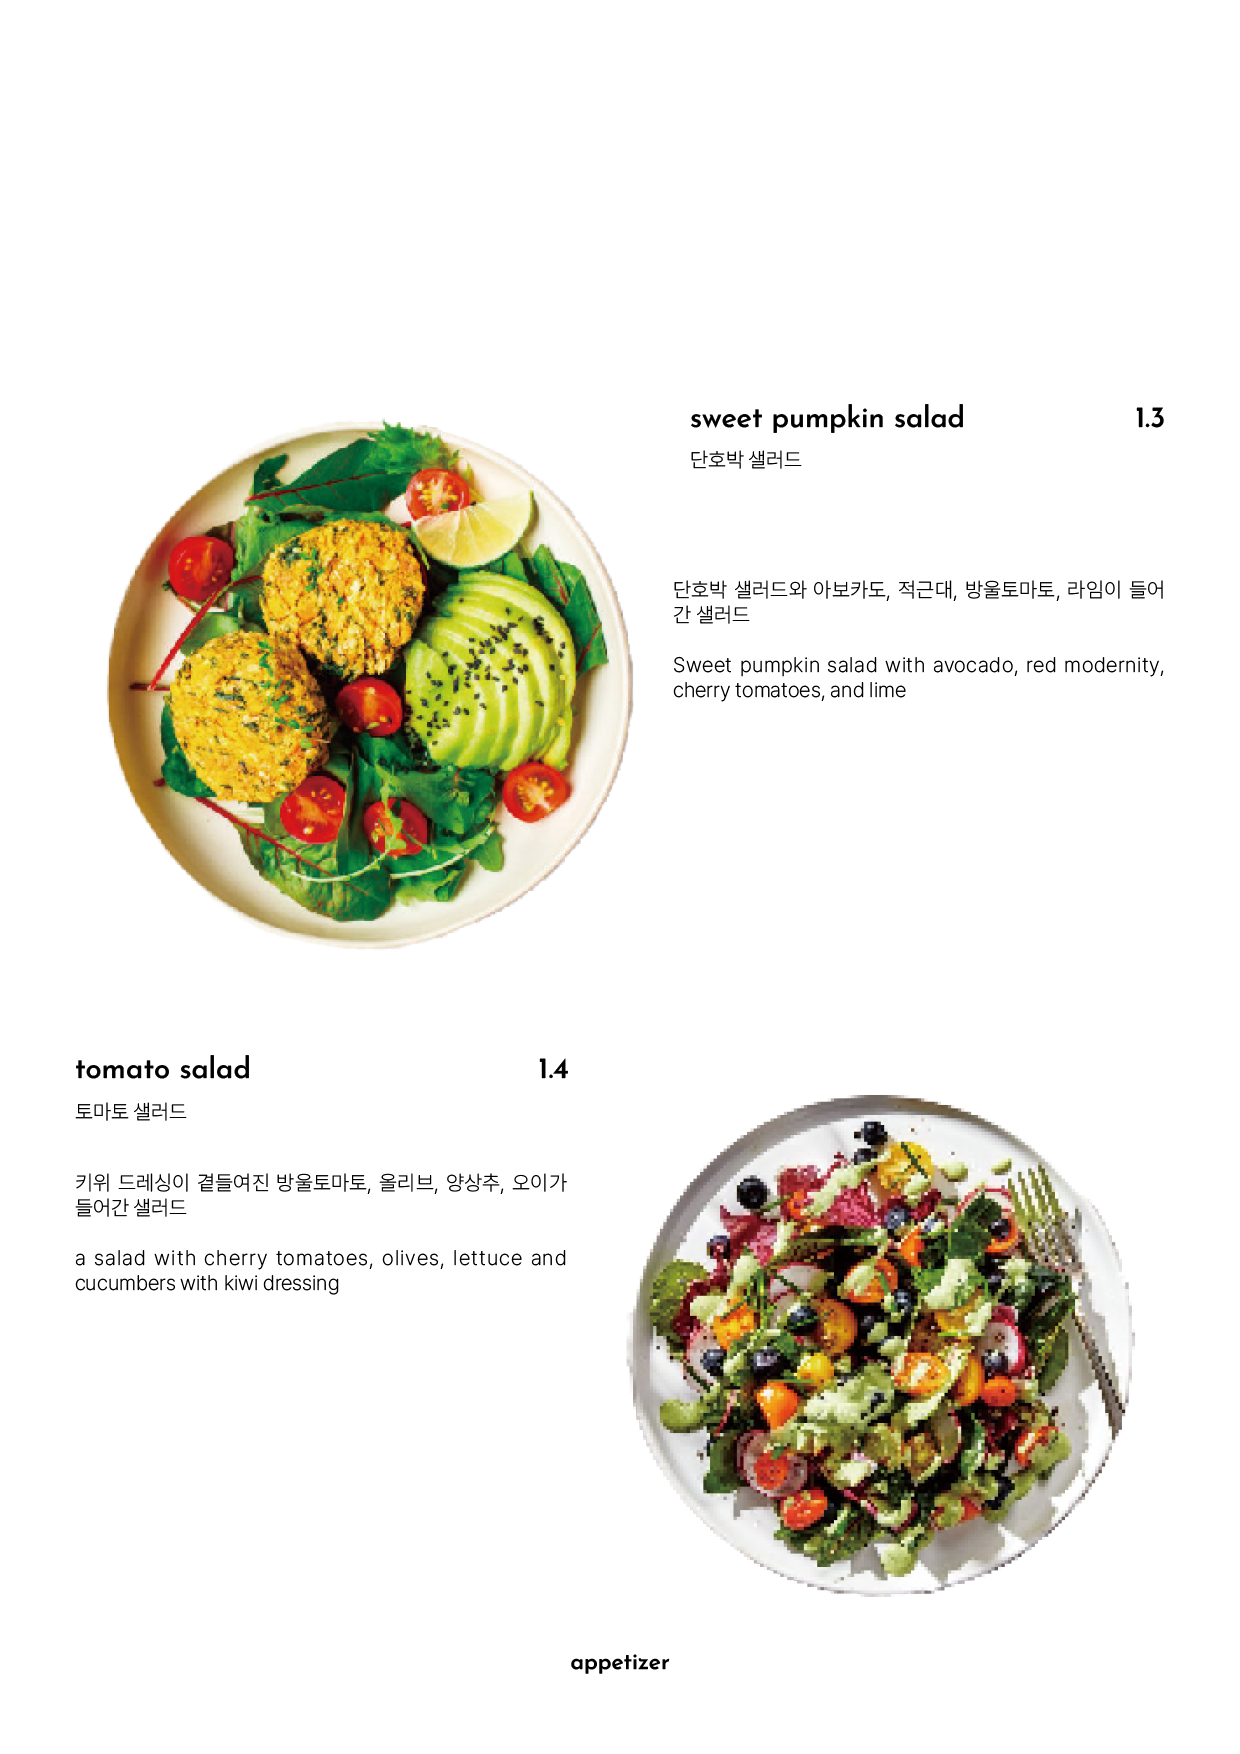 sweet pumpkin salad 1.3
단호박 샐러드
단호박 샐러드와 아보카도, 적근대, 방울토마토, 라임이 들어
간 샐러드
Sweet pumpkin salad with avocado, red modernity,
cherry tomatoes, and lime
tomato salad 1.4
토마토 샐러드
키위 드레싱이 곁들여진 방울토마토, 올리브, 양상추, 오이가
들어간 샐러드
a salad with cherry tomatoes, olives, lettuce and
cucumbers with kiwi dressing
appetizer